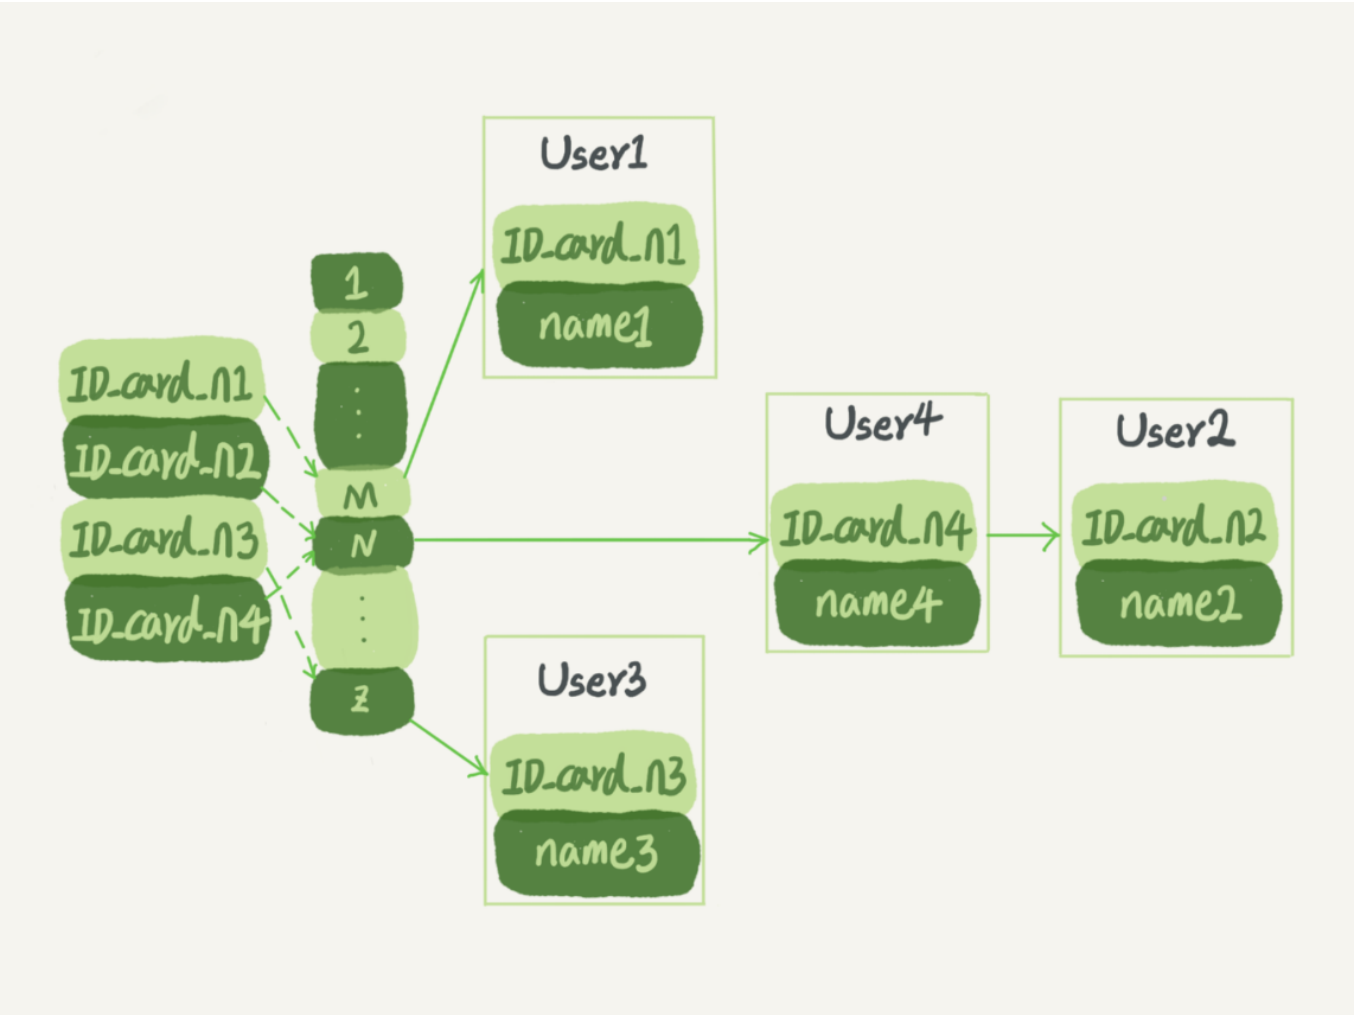 User1
ID_card_n1
name1
1
2
ID_card_n1
ID_card_n2
ID_card_n3
ID_card_n4
M
N
Z
User4
ID_card_n4
name4
User2
ID_card_n2
name2
User3
ID_card_n3
name3